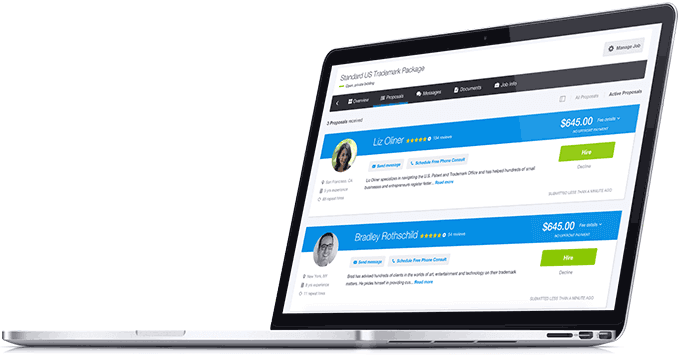 Manage Job
Standard US Trademark Package
Open, private bidding
Overview Proposals Messages Documents Job Info
3 Proposals received
All Proposals Active Proposals
Liz Oliner 134 reviews
$645.00 Fee details
NO UPFRONT PAYMENT
Send message Schedule Free Phone Consult
Hire
Decline
Liz Oliner specializes in navigating the U.S. Patent and Trademark Office and has helped hundreds of small
businesses and entrepreneurs register their ... Read more
San Francisco, CA
5 yrs experience
68 repeat hires
SUBMITTED LESS THAN A MINUTE AGO
Bradley Rothschild 54 reviews
$645.00 Fee details
NO UPFRONT PAYMENT
Send message Schedule Free Phone Consult
Hire
Decline
Brad has advised hundreds of clients in the worlds of art, entertainment and technology on their trademark
matters. He prides himself in providing cus... Read more
New York, NY
8 yrs experience
11 repeat hires
SUBMITTED LESS THAN A MINUTE AGO